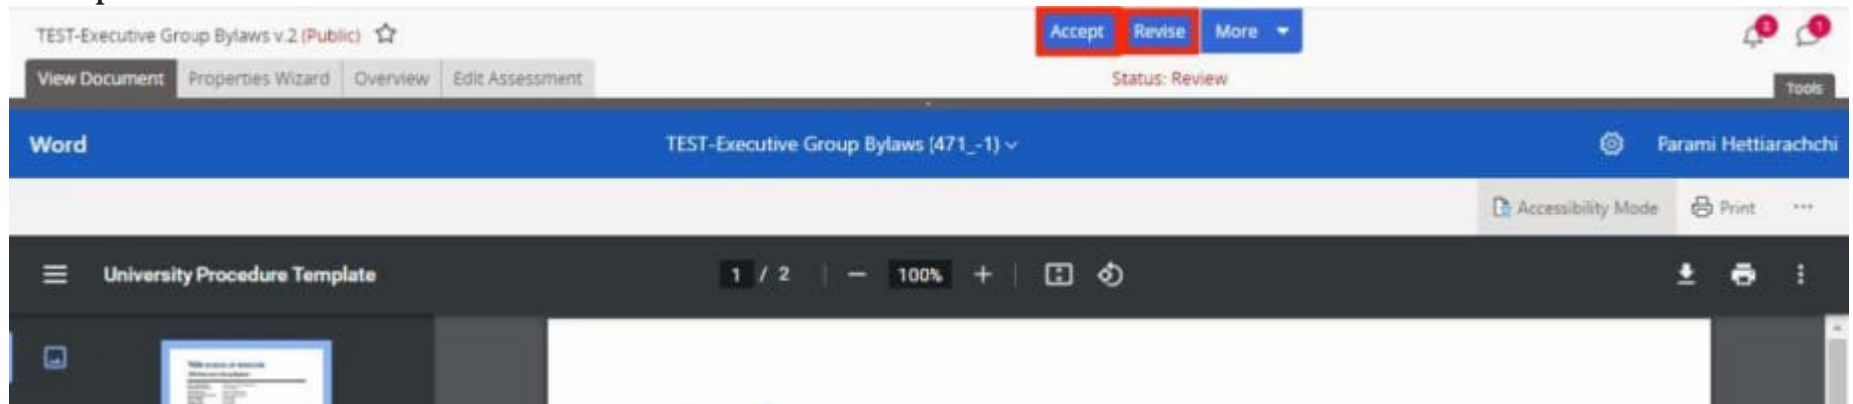 TEST-Executive Group Bylaws v.2 (Public)
Accept Revise More
View Document Properties Wizard Overview Edit Assessment
Status: Review
Tools
Word
TEST-Executive Group Bylaws (471_-1)
Parami Hettiarachchi
Accessibility Mode Print ...
University Procedure Template
1 / 2 — 100% +